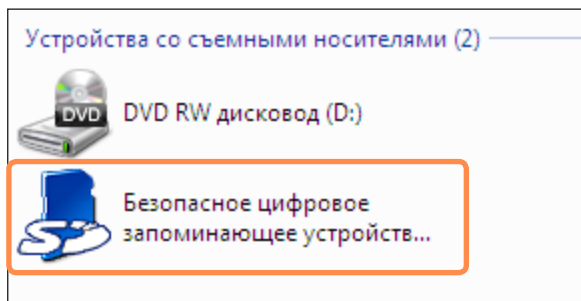 Устройства со съемными носителями (2)
DVD
DVD RW дисковод (D:)
Безопасное цифровое
запоминающее устройств...
SD